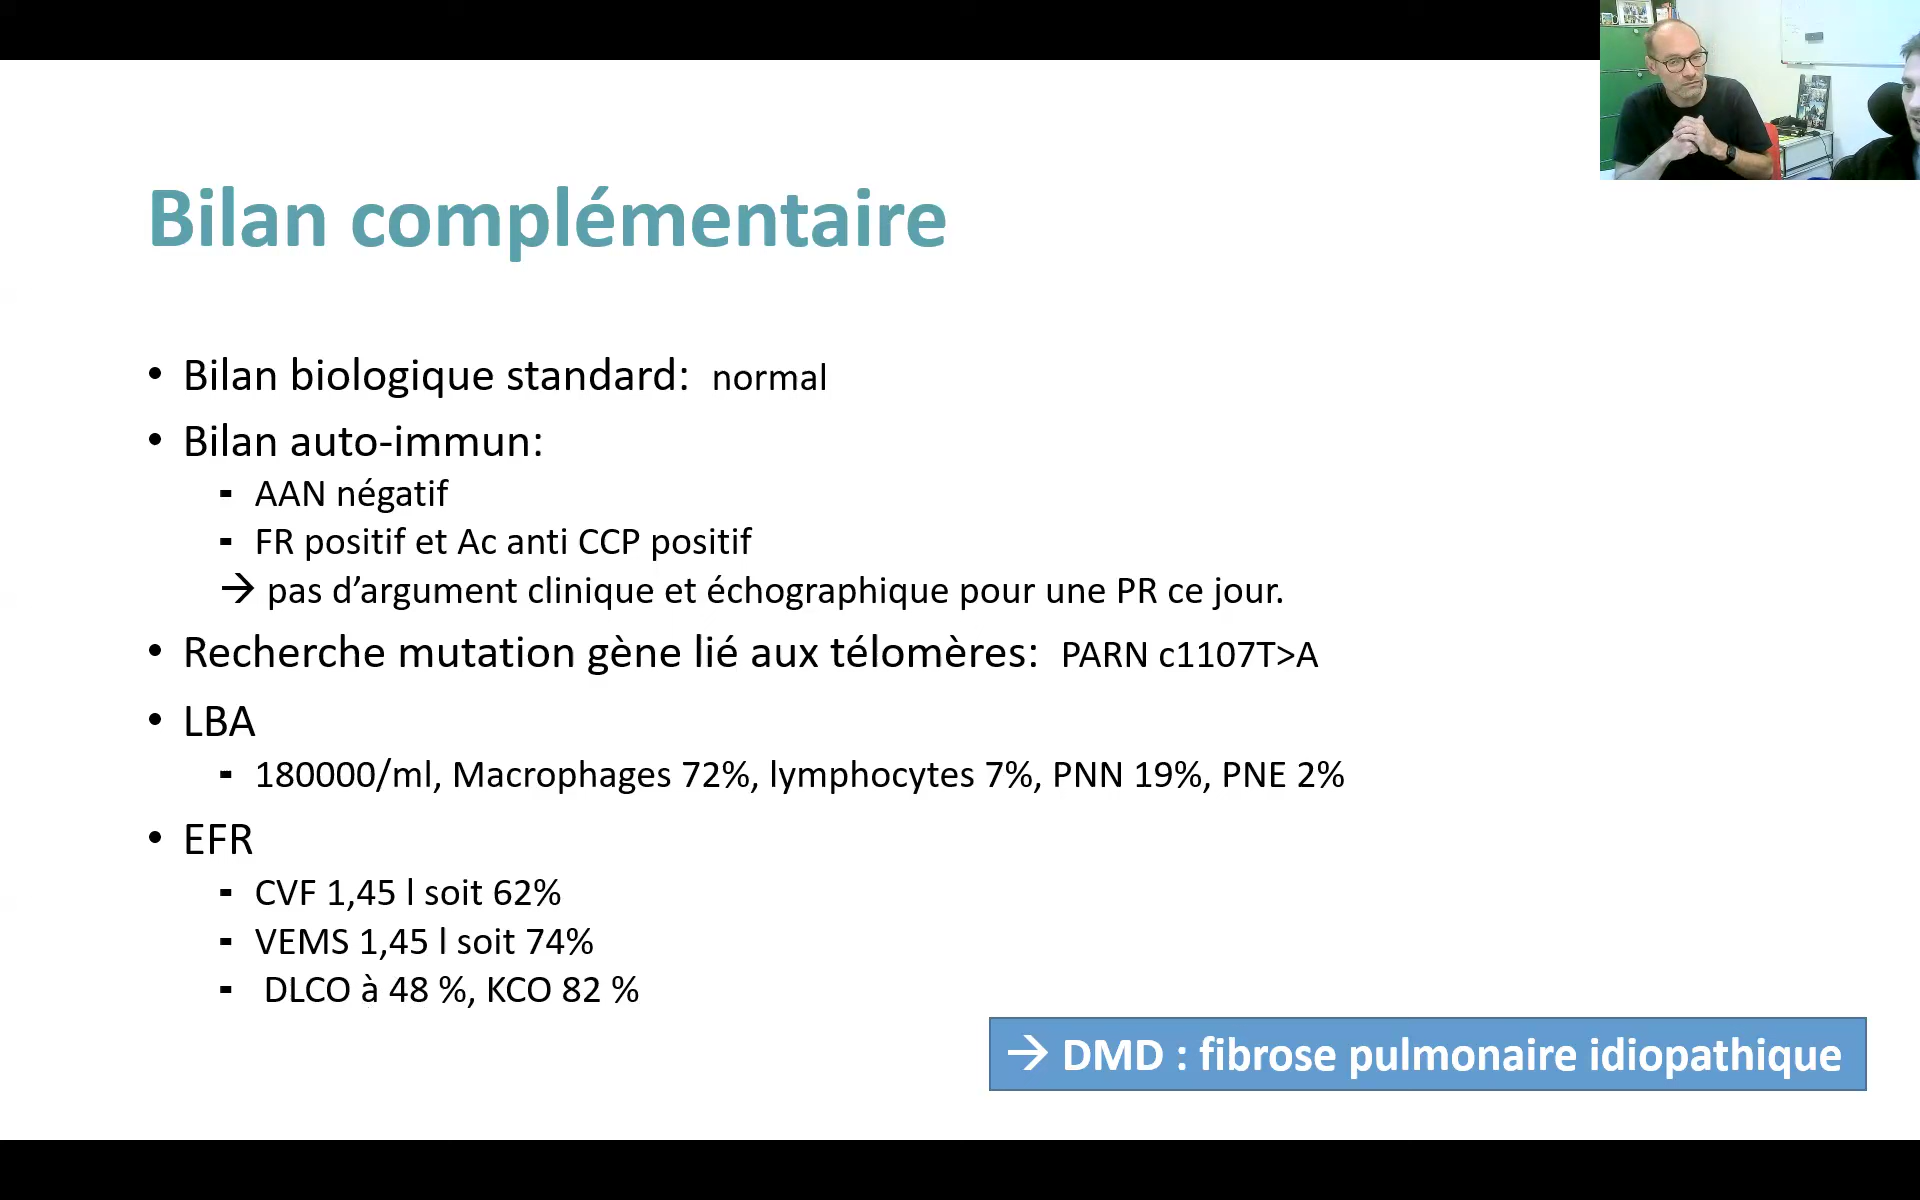 Bilan complémentaire
• Bilan biologique standard: normal
• Bilan auto-immun:
- AAN négatif
- FR positif et Ac anti CCP positif
→ pas d’argument clinique et échographique pour une PR ce jour.
• Recherche mutation gène lié aux télomères: PARN c1107T>A
• LBA
- 180000/ml, Macrophages 72%, lymphocytes 7%, PNN 19%, PNE 2%
• EFR
- CVF 1,45 l soit 62%
- VEMS 1,45 l soit 74%
- DLCO à 48 %, KCO 82 %
→ DMD : fibrose pulmonaire idiopathique